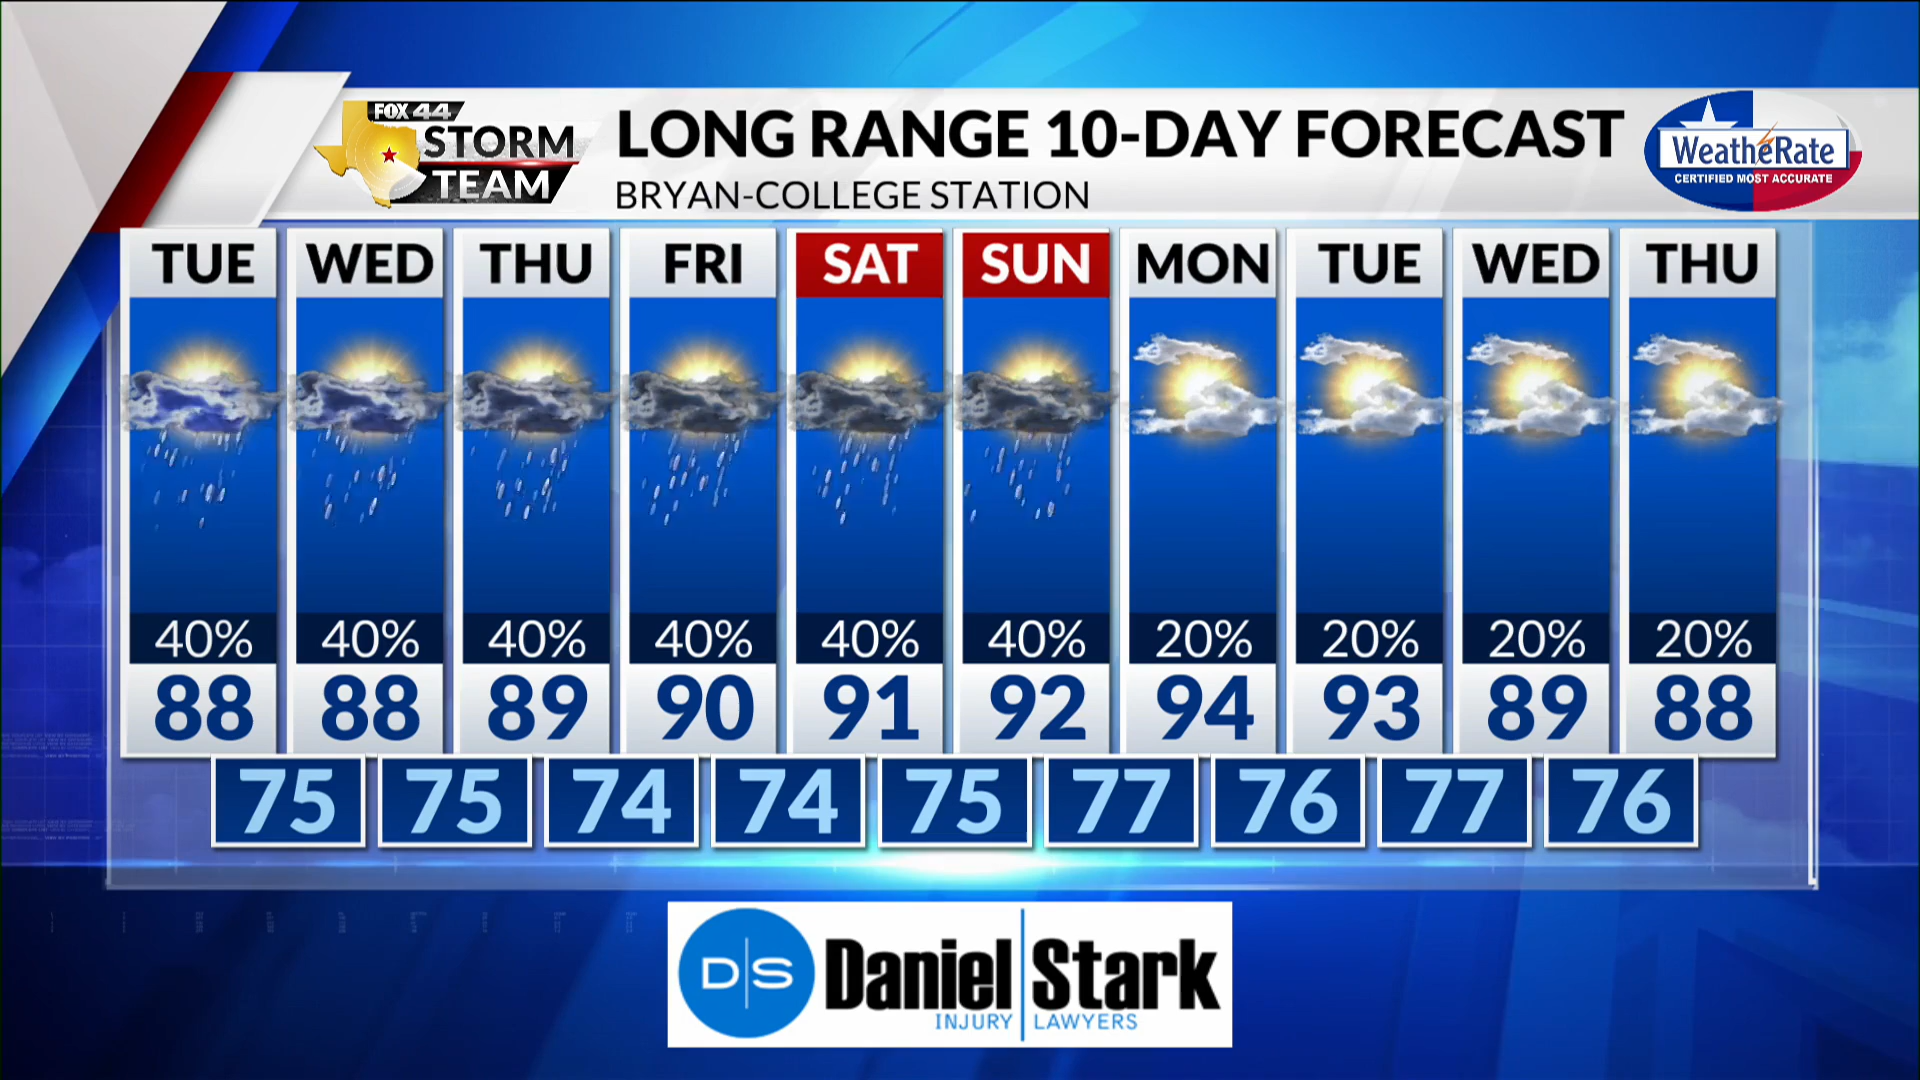 FOX 44
STORM
TEAM
LONG RANGE 10-DAY FORECAST
BRYAN-COLLEGE STATION
WeatheRate
CERTIFIED MOST ACCURATE
TUE WED THU FRI SAT SUN MON TUE WED THU
40% 40% 40% 40% 40% 40% 20% 20% 20% 20%
88 88 89 90 91 92 94 93 89 88
75 75 74 74 75 77 76 77 76
D|S
Daniel Stark
INJURY LAWYERS